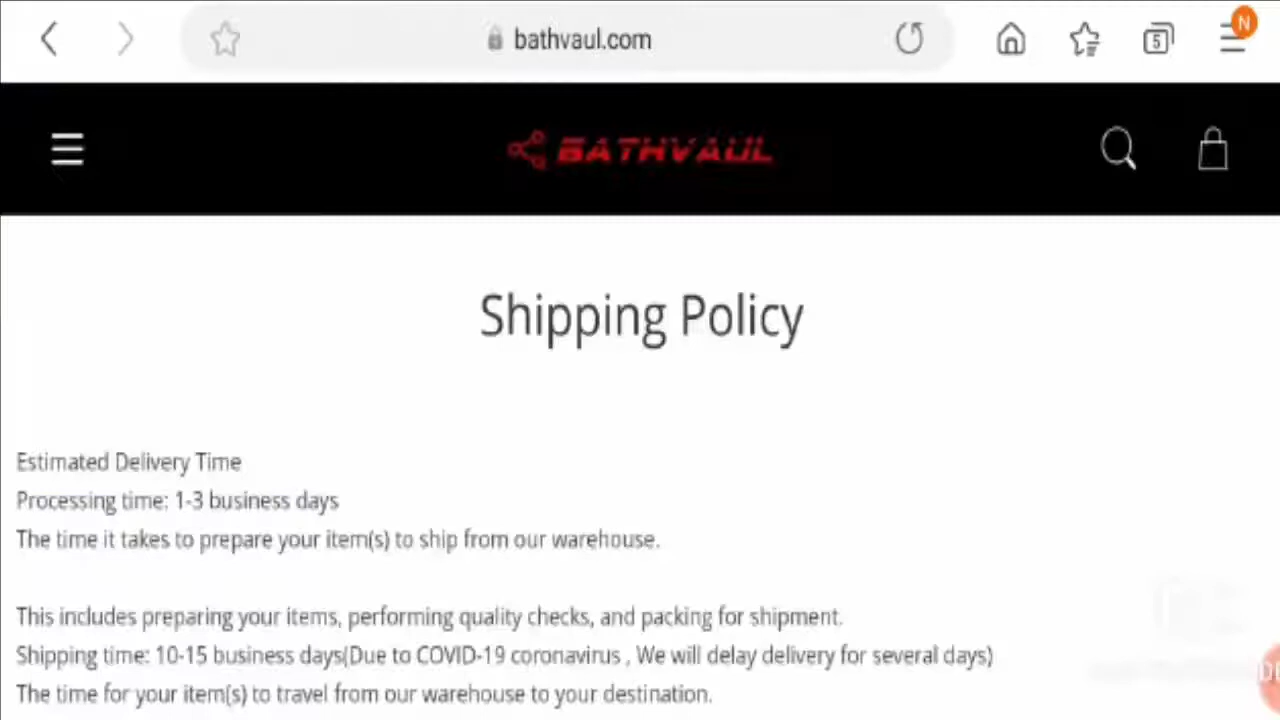 bathvaul.com
5
N
BATHVAUL
Shipping Policy
Estimated Delivery Time
Processing time: 1-3 business days
The time it takes to prepare your item(s) to ship from our warehouse.
This includes preparing your items, performing quality checks, and packing for shipment.
Shipping time: 10-15 business days(Due to COVID-19 coronavirus , We will delay delivery for several days)
The time for your item(s) to travel from our warehouse to your destination.